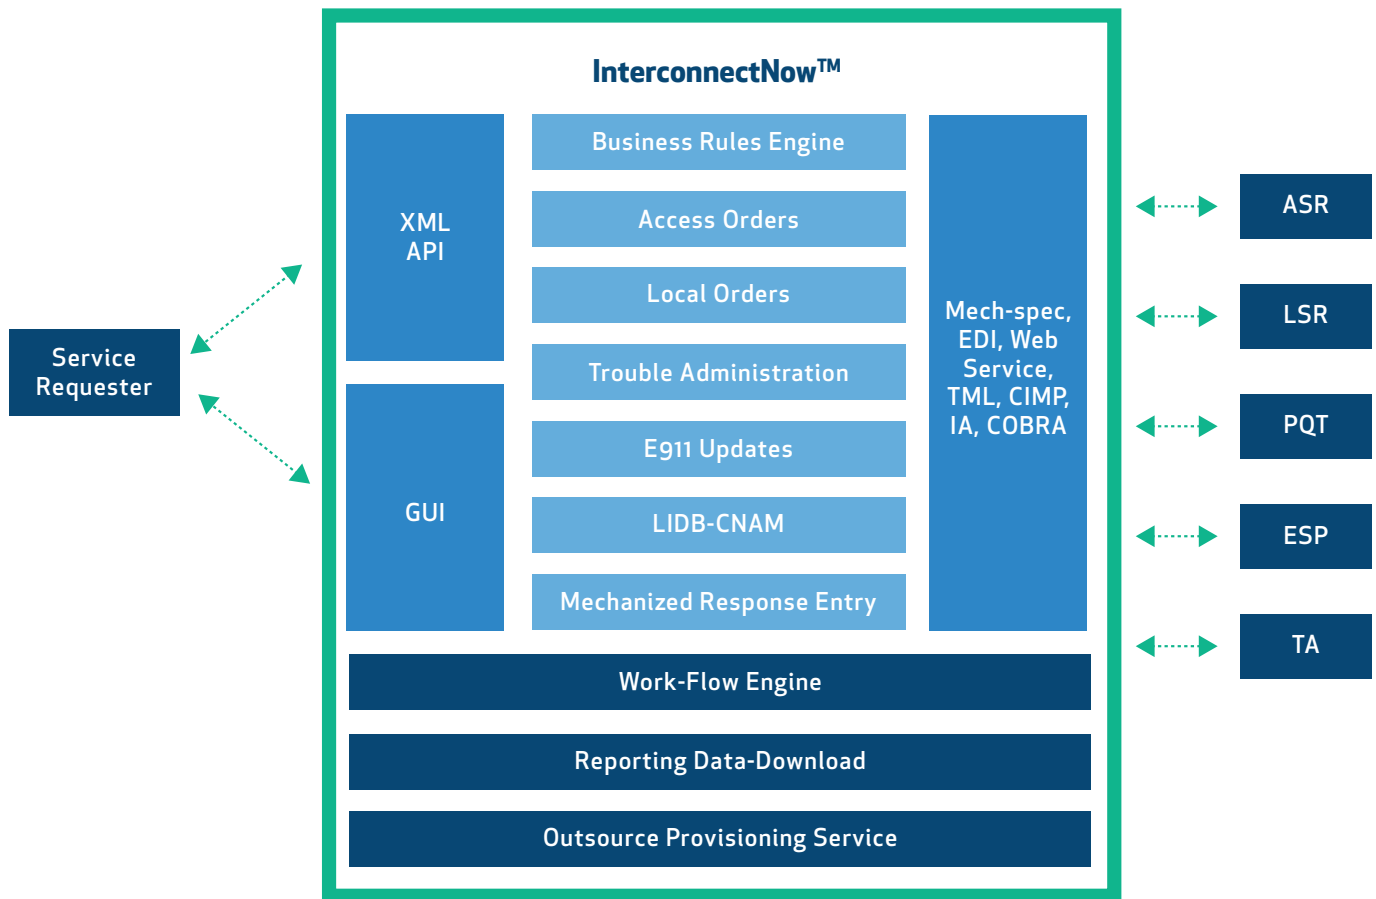 InterconnectNow™
Service
Requester
XML
API
GUI
Business Rules Engine
Access Orders
Local Orders
Trouble Administration
E911 Updates
LIDB-CNAM
Mechanized Response Entry
Mech-spec,
EDI, Web
Service,
TML, CIMP,
IA, COBRA
Work-Flow Engine
Reporting Data-Download
Outsource Provisioning Service
ASR
LSR
PQT
ESP
TA